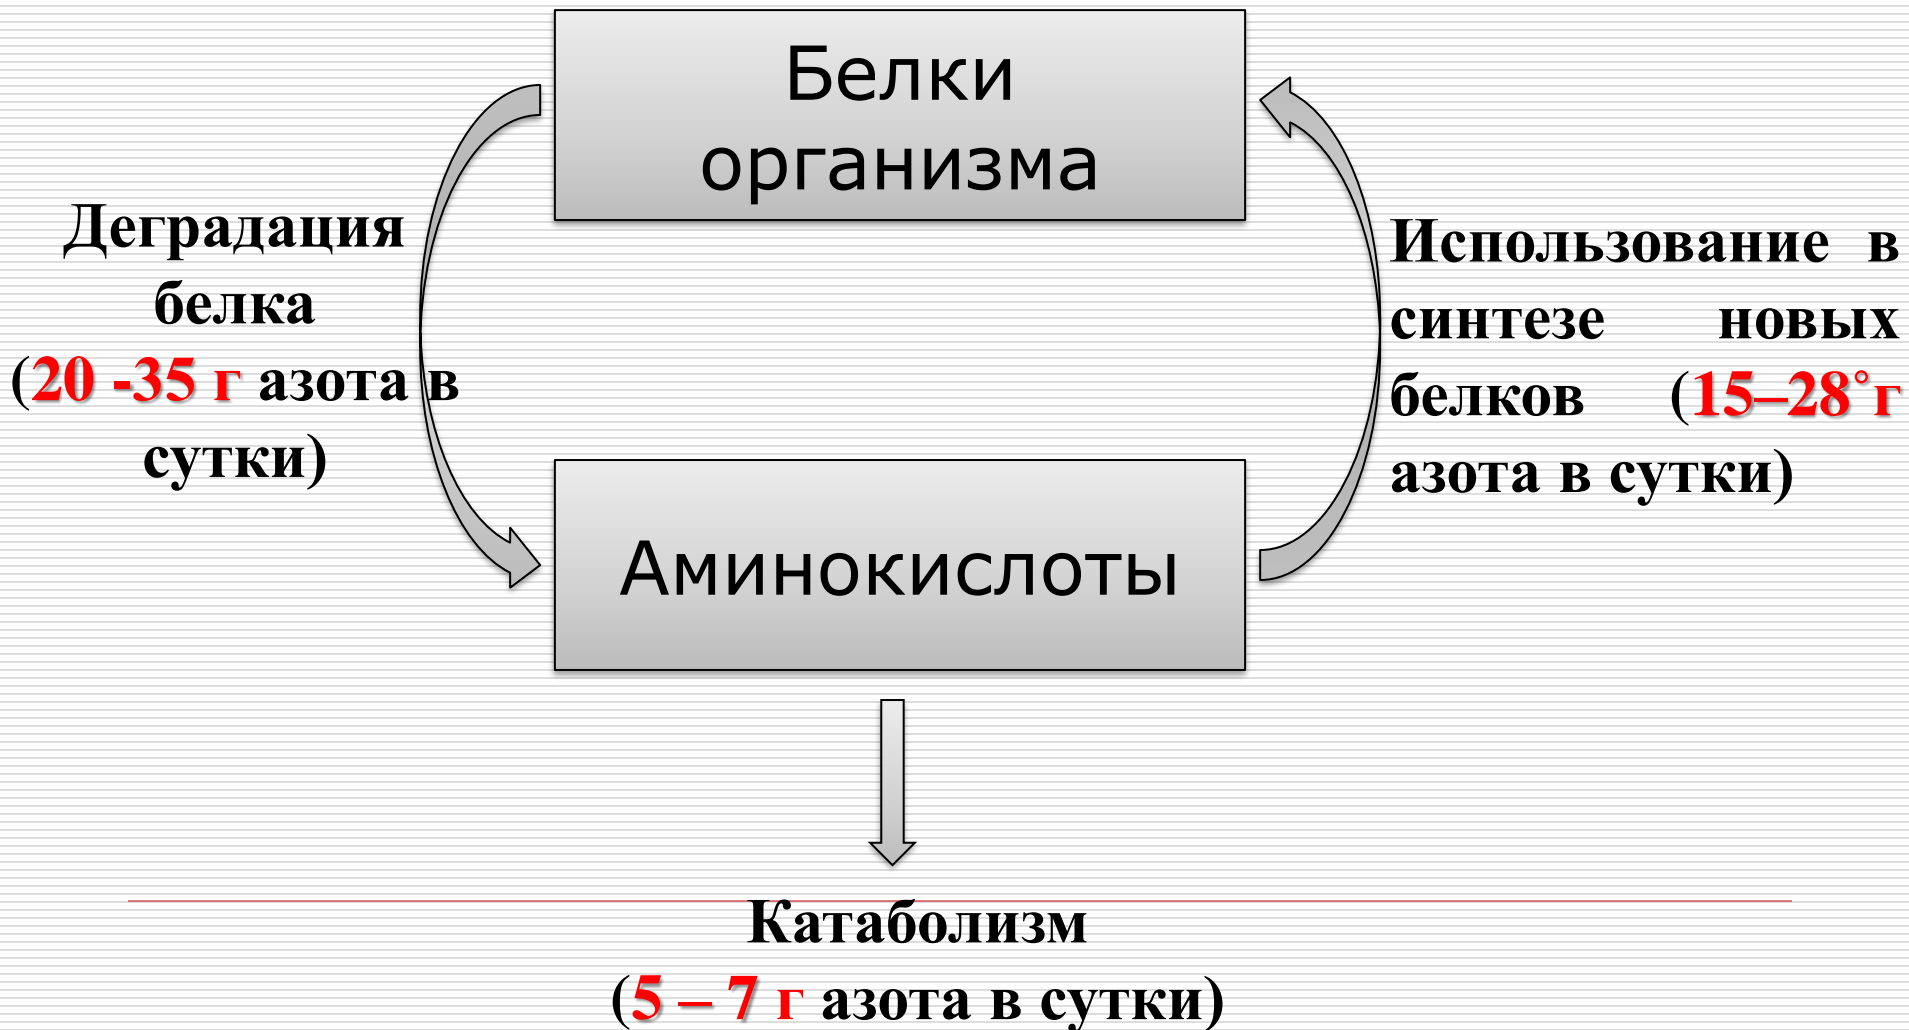 Белки
организма
Деградация
белка
(20 -35 г азота в
сутки)
Использование в
синтезе новых
белков (15–28˚г
азота в сутки)
Аминокислоты
Катаболизм
(5 – 7 г азота в сутки)